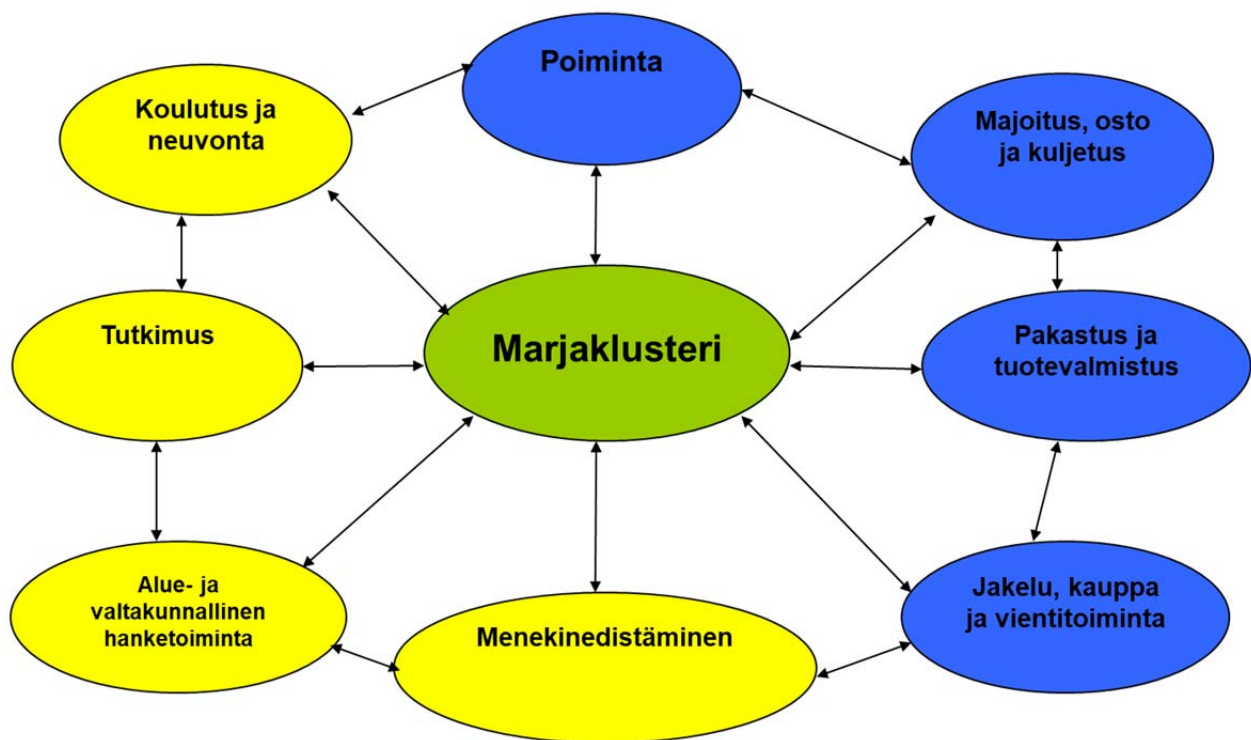 Poiminta
Koulutus ja
neuvonta
Majoitus, osto
ja kuljetus
Tutkimus
Marjaklusteri
Pakastus ja
tuotevalmistus
Alue- ja
valtakunnallinen
hanketoiminta
Menekinedistäminen
Jakelu, kauppa
ja vientitoiminta